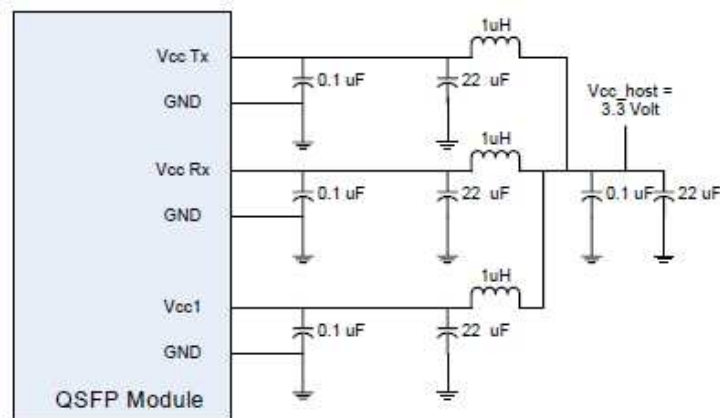 1uH
Vcc Tx
0.1 uF
22 uF
GND
Vcc_host =
3.3 Volt
1uH
Vcc Rx
0.1 uF
22 uF
0.1 uF
22 uF
GND
1uH
Vcc1
0.1 uF
22 uF
GND
QSFP Module